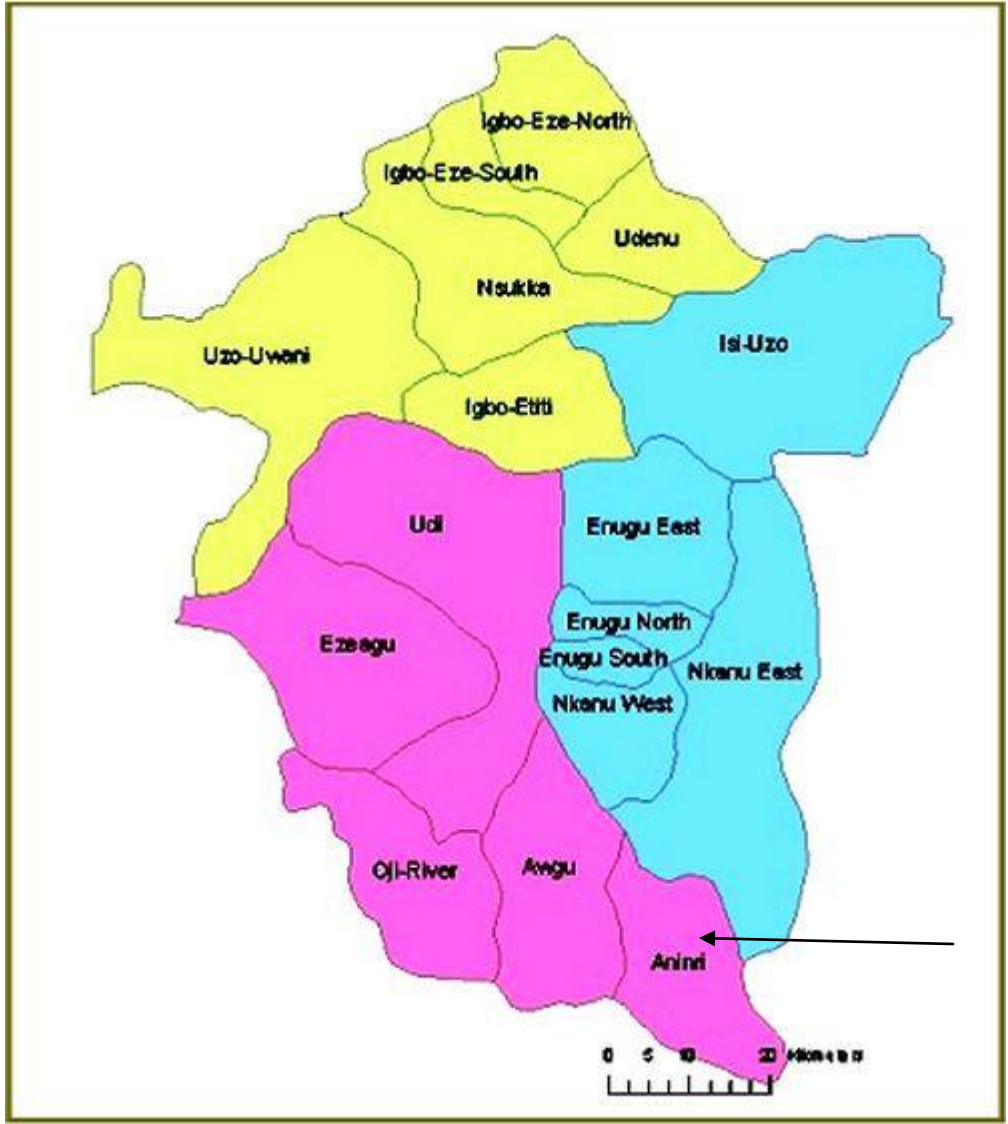 Igbo-Eze-North
Igbo-Eze-South
Udenu
Nsukka
Isi-Uzo
Uzo-Uwani
Igbo-Etiti
Udi
Enugu East
Enugu North
Ezeagu
Enugu South
Nkanu East
Nkanu West
Oji-River
Awgu
Aninri
0 5 10 20 Kilometers